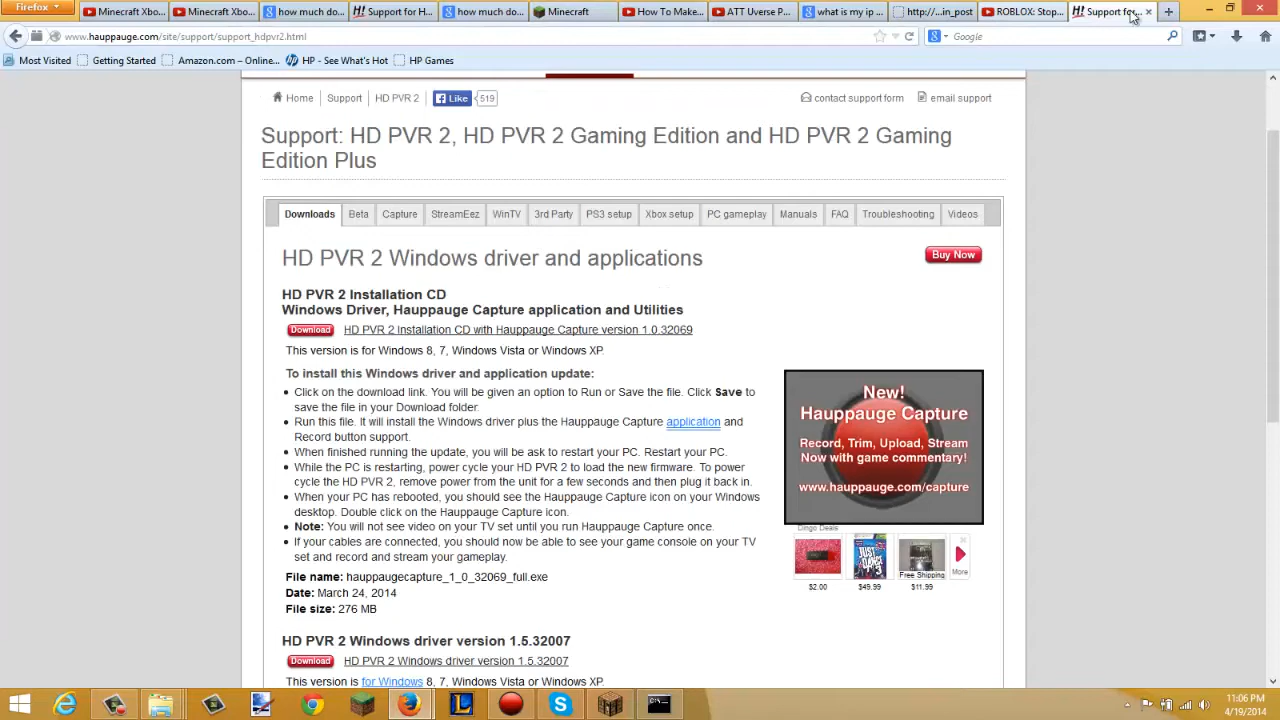 Firefox
Minecraft Xbo...
Minecraft Xbo...
how much do...
Support for H...
how much do...
Minecraft
How To Make...
ATT Uverse P...
what is my ip ...
http://...in_post
ROBLOX: Stop...
Support for...
www.hauppauge.com/site/support/support_hdpvr2.html
Google
Most Visited
Getting Started
Amazon.com – Online...
HP - See What's Hot
HP Games
Home
Support
HD PVR 2
Like
519
contact support form
email support
Support: HD PVR 2, HD PVR 2 Gaming Edition and HD PVR 2 Gaming
Edition Plus
Downloads
Beta
Capture
StreamEez
WinTV
3rd Party
PS3 setup
Xbox setup
PC gameplay
Manuals
FAQ
Troubleshooting
Videos
HD PVR 2 Windows driver and applications
Buy Now
HD PVR 2 Installation CD
Windows Driver, Hauppauge Capture application and Utilities
Download
HD PVR 2 Installation CD with Hauppauge Capture version 1.0.32069
This version is for Windows 8, 7, Windows Vista or Windows XP.
To install this Windows driver and application update:
Click on the download link. You will be given an option to Run or Save the file. Click Save to
save the file in your Download folder.
Run this file. It will install the Windows driver plus the Hauppauge Capture application and
Record button support.
When finished running the update, you will be ask to restart your PC. Restart your PC.
While the PC is restarting, power cycle your HD PVR 2 to load the new firmware. To power
cycle the HD PVR 2, remove power from the unit for a few seconds and then plug it back in.
When your PC has rebooted, you should see the Hauppauge Capture icon on your Windows
desktop. Double click on the Hauppauge Capture icon.
Note: You will not see video on your TV set until you run Hauppauge Capture once.
If your cables are connected, you should now be able to see your game console on your TV
set and record and stream your gameplay.
File name: hauppaugecapture_1_0_32069_full.exe
Date: March 24, 2014
File size: 276 MB
New!
Hauppauge Capture
Record, Trim, Upload, Stream
Now with game commentary!
www.hauppauge.com/capture
Dingo Deals
JUST DANCE 3
Free Shipping
More
$2.00
$49.99
$11.99
HD PVR 2 Windows driver version 1.5.32007
Download
HD PVR 2 Windows driver version 1.5.32007
This version is for Windows 8, 7, Windows Vista or Windows XP.
11:06 PM
4/19/2014